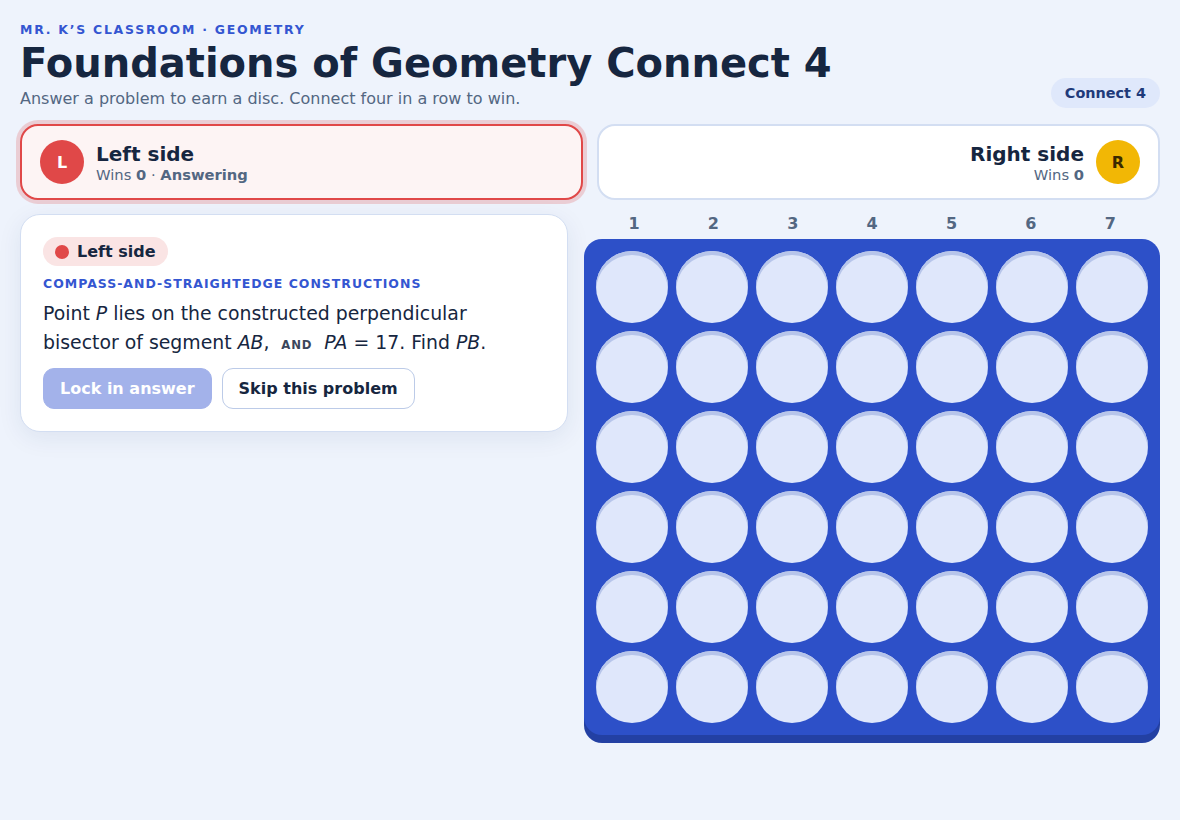 MR. K’S CLASSROOM · GEOMETRY
Foundations of Geometry Connect 4
Answer a problem to earn a disc. Connect four in a row to win.
Connect 4
L
Left side
Wins 0 · Answering
Right side
Wins 0
R
Left side
COMPASS-AND-STRAIGHTEDGE CONSTRUCTIONS
Point P lies on the constructed perpendicular
bisector of segment AB, AND PA = 17. Find PB.
Lock in answer
Skip this problem
1 2 3 4 5 6 7